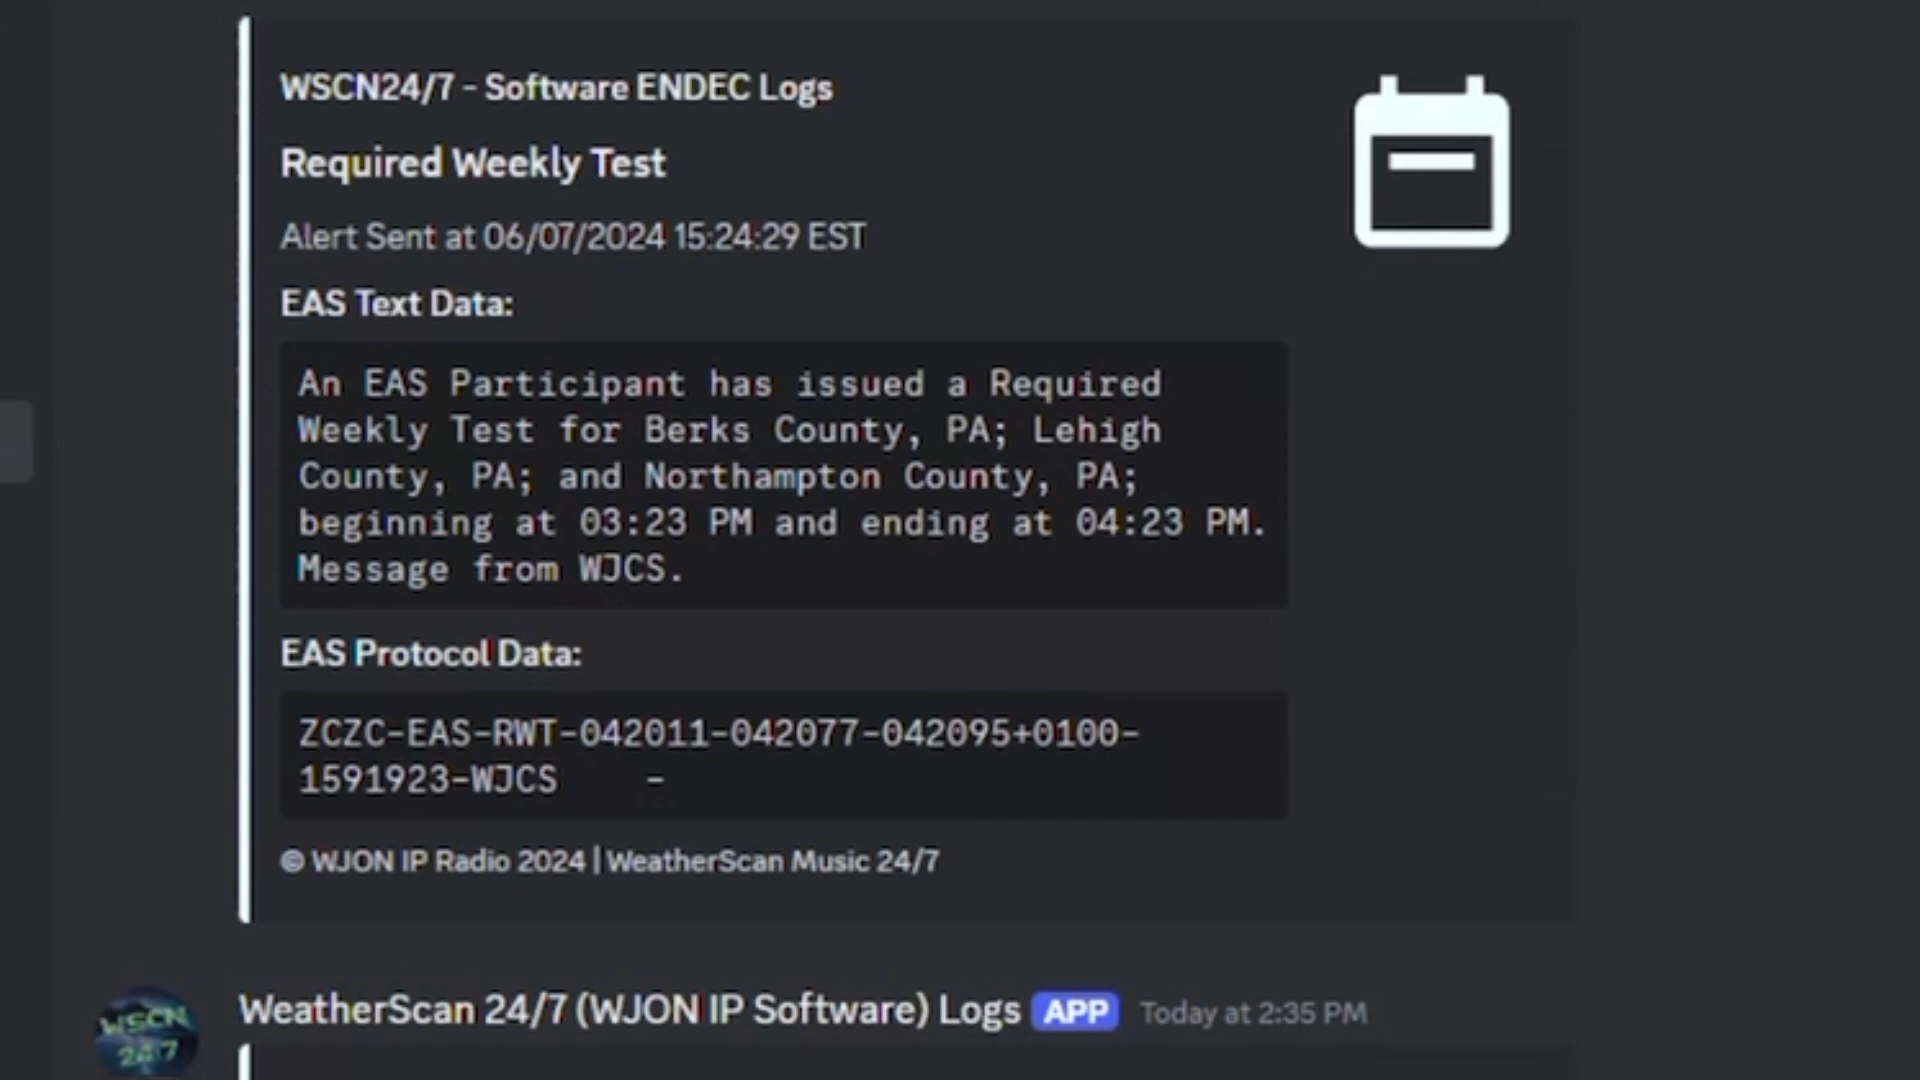 WSCN24/7 - Software ENDEC Logs
Required Weekly Test
Alert Sent at 06/07/2024 15:24:29 EST
EAS Text Data:
An EAS Participant has issued a Required
Weekly Test for Berks County, PA; Lehigh
County, PA; and Northampton County, PA;
beginning at 03:23 PM and ending at 04:23 PM.
Message from WJCS.
EAS Protocol Data:
ZCZC-EAS-RWT-042011-042077-042095+0100-
1591923-WJCS    -
© WJON IP Radio 2024 | WeatherScan Music 24/7
WSCN
24/7
WeatherScan 24/7 (WJON IP Software) Logs APP Today at 2:35 PM